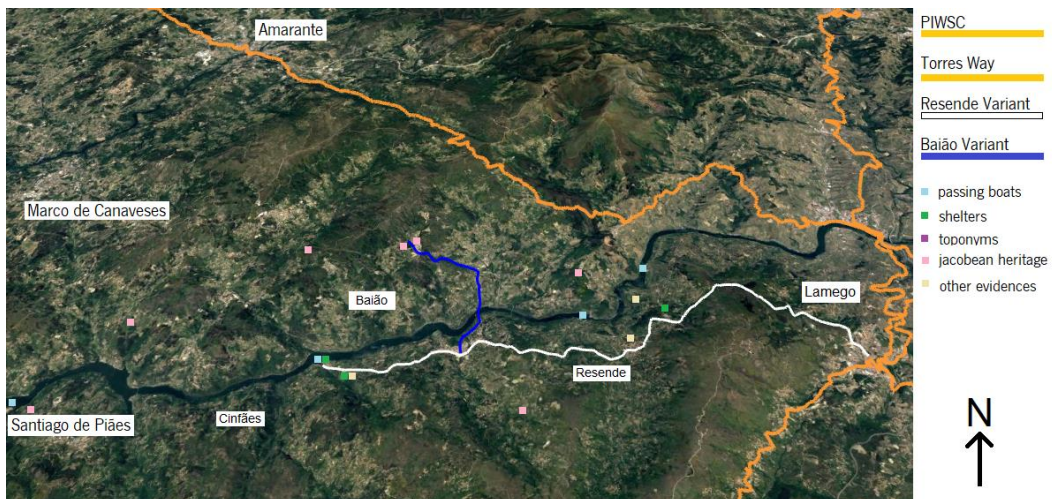 Amarante
Marco de Canaveses
Baião
Lamego
Resende
Cinfães
Santiago de Piães
PIWSC
Torres Way
Resende Variant
Baião Variant
passing boats
shelters
toponyms
jacobean heritage
other evidences
N